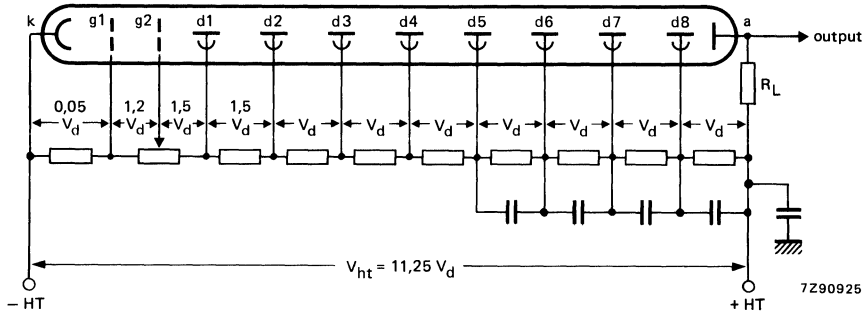 k g1 g2 d1 d2 d3 d4 d5 d6 d7 d8 a
output
R_L
0,05 V_d 1,2 V_d 1,5 V_d 1,5 V_d V_d V_d V_d V_d V_d V_d V_d
V_ht = 11,25 V_d
– HT
+ HT
7Z90925